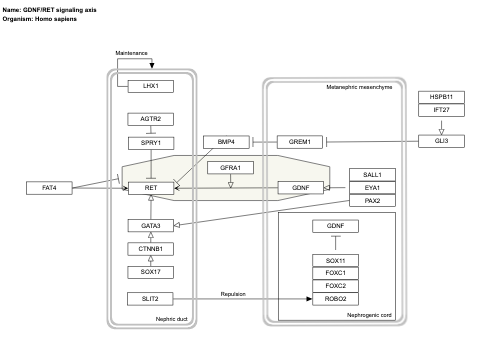 Name: GDNF/RET signaling axis
Organism: Homo sapiens
Maintenance
LHX1
Metanephric mesenchyme
HSPB11
IFT27
AGTR2
SPRY1
BMP4
GREM1
GLI3
GFRA1
SALL1
FAT4
RET
GDNF
EYA1
PAX2
GATA3
GDNF
CTNNB1
SOX17
SOX11
FOXC1
FOXC2
SLIT2
Repulsion
ROBO2
Nephric duct
Nephrogenic cord